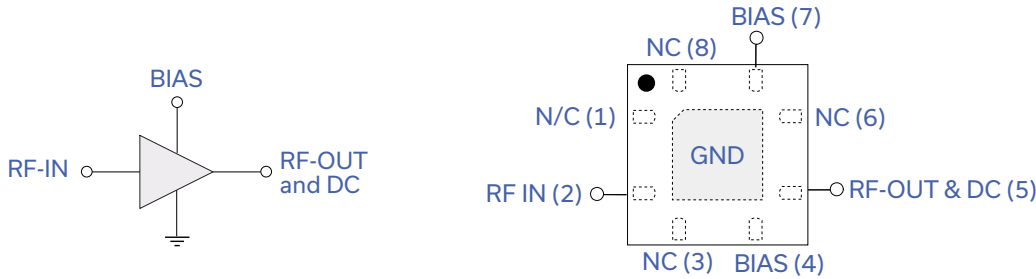 BIAS
RF-IN
RF-OUT
and DC
BIAS (7)
NC (8)
N/C (1)
NC (6)
GND
RF IN (2)
RF-OUT & DC (5)
NC (3)
BIAS (4)